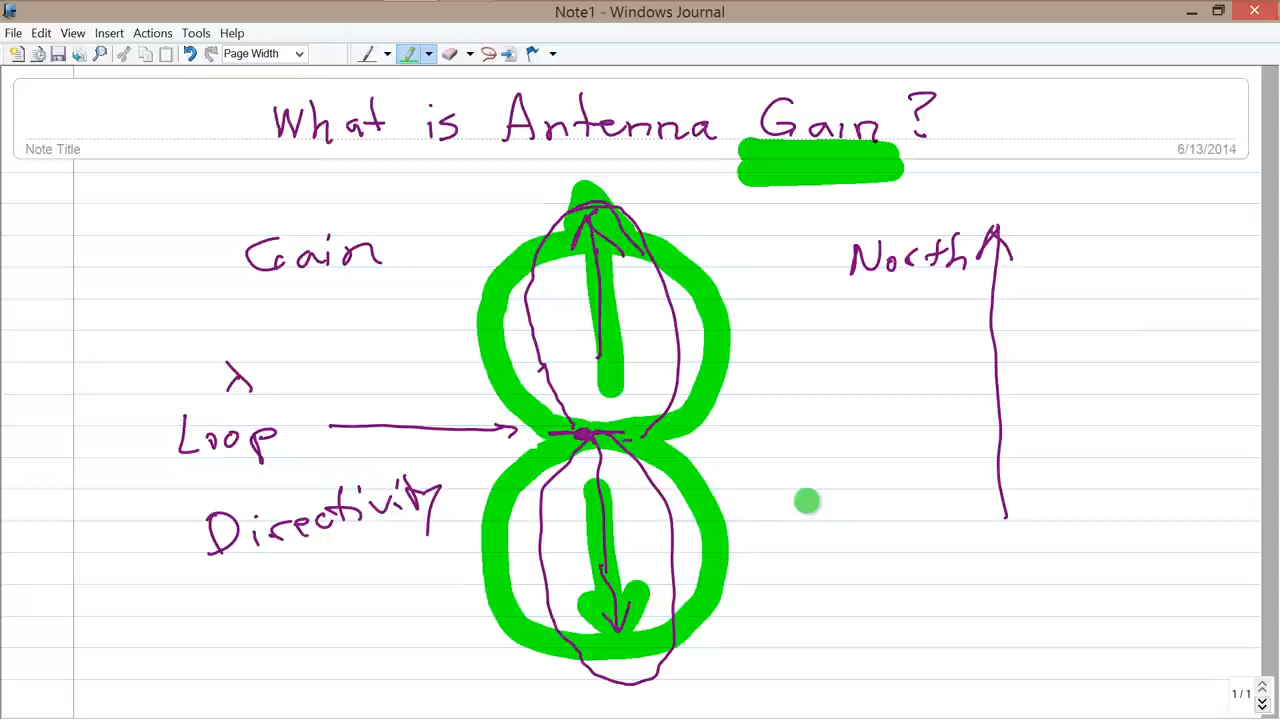 Note1 - Windows Journal
File Edit View Insert Actions Tools Help
Page Width
What is Antenna Gain?
Note Title
6/13/2014
Gain
North
λ
Loop
Directivity
1/1